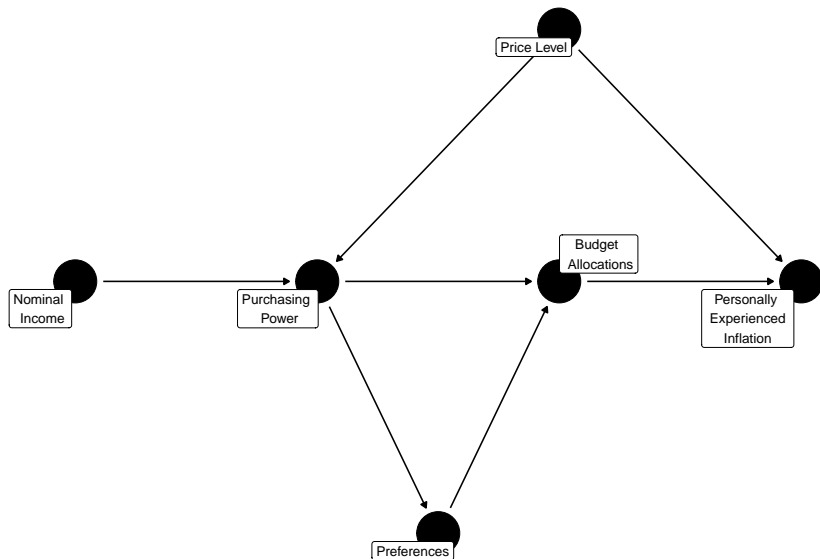 Price Level
Budget
Allocations
Nominal
Income
Purchasing
Power
Personally
Experienced
Inflation
Preferences